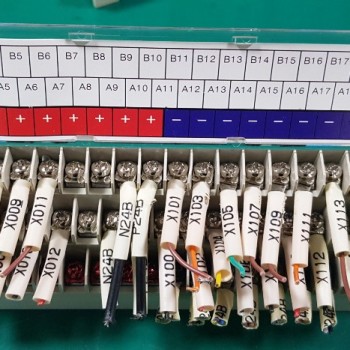 B5 B6 B7 B8 B9 B10 B11 B12 B13 B14 B15 B16 B17
A5 A6 A7 A8 A9 A10 A11 A12 A13 A14 A15 A16 A17
+ + + + + + + - - - - - - -
X009 X011 N24B P24B X101 X103 X105 X107 X109 X111 X113
X010 X012 N24B X100 X112